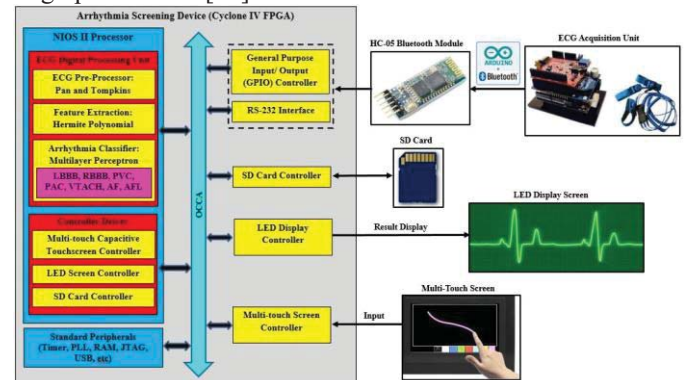 Arrhythmia Screening Device (Cyclone IV FPGA)
NIOS II Processor
ECG Digital Processing Unit
ECG Pre-Processor:
Pan and Tompkins
Feature Extraction:
Hermite Polynomial
Arrhythmia Classifier:
Multilayer Perceptron
LBBB, RBBB, PVC,
PAC, VTACH, AF, AFL
Controller Driver
Multi-touch Capacitive
Touchscreen Controller
LED Screen Controller
SD Card Controller
Standard Peripherals
(Timer, PLL, RAM, JTAG,
USB, etc)
OCCA
General Purpose
Input/ Output
(GPIO) Controller
RS-232 Interface
SD Card Controller
LED Display
Controller
Multi-touch Screen
Controller
HC-05 Bluetooth Module
ARDUINO
Bluetooth
ECG Acquisition Unit
SD Card
LED Display Screen
Result Display
Multi-Touch Screen
Input